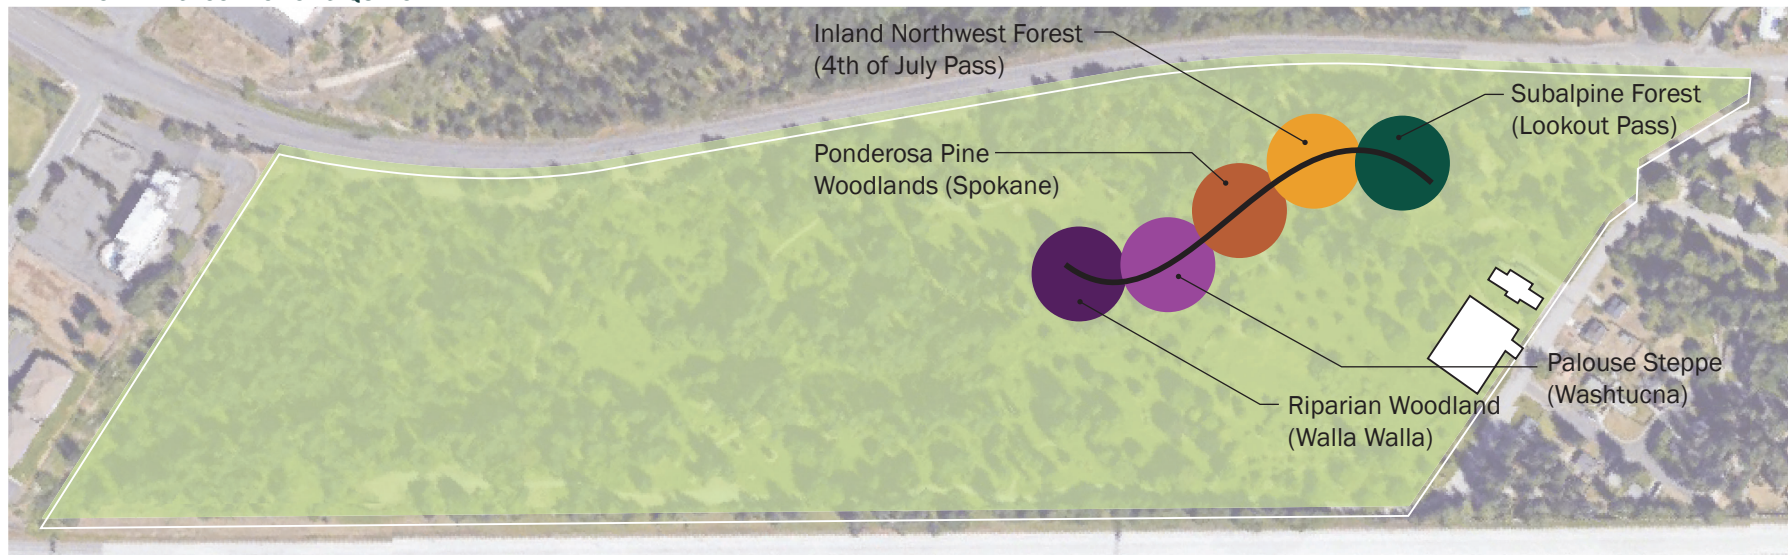 Inland Northwest Forest
(4th of July Pass)
Subalpine Forest
(Lookout Pass)
Ponderosa Pine
Woodlands (Spokane)
Palouse Steppe
(Washtucna)
Riparian Woodland
(Walla Walla)